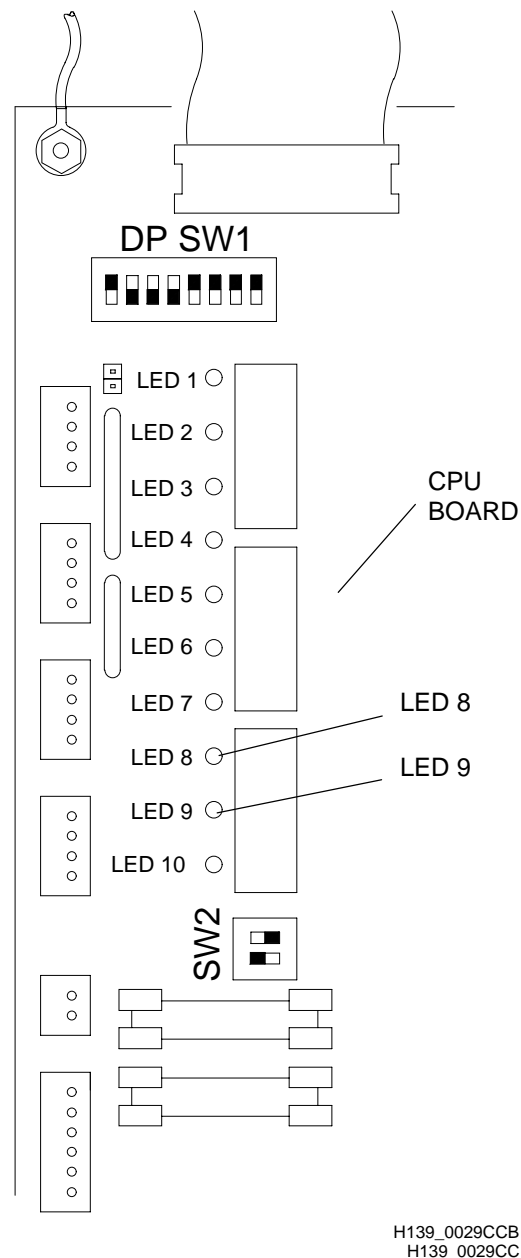 DP SW1
LED 1
LED 2
LED 3
CPU
BOARD
LED 4
LED 5
LED 6
LED 7
LED 8
LED 8
LED 9
LED 9
LED 10
SW2
H139_0029CCB
H139_0029CC